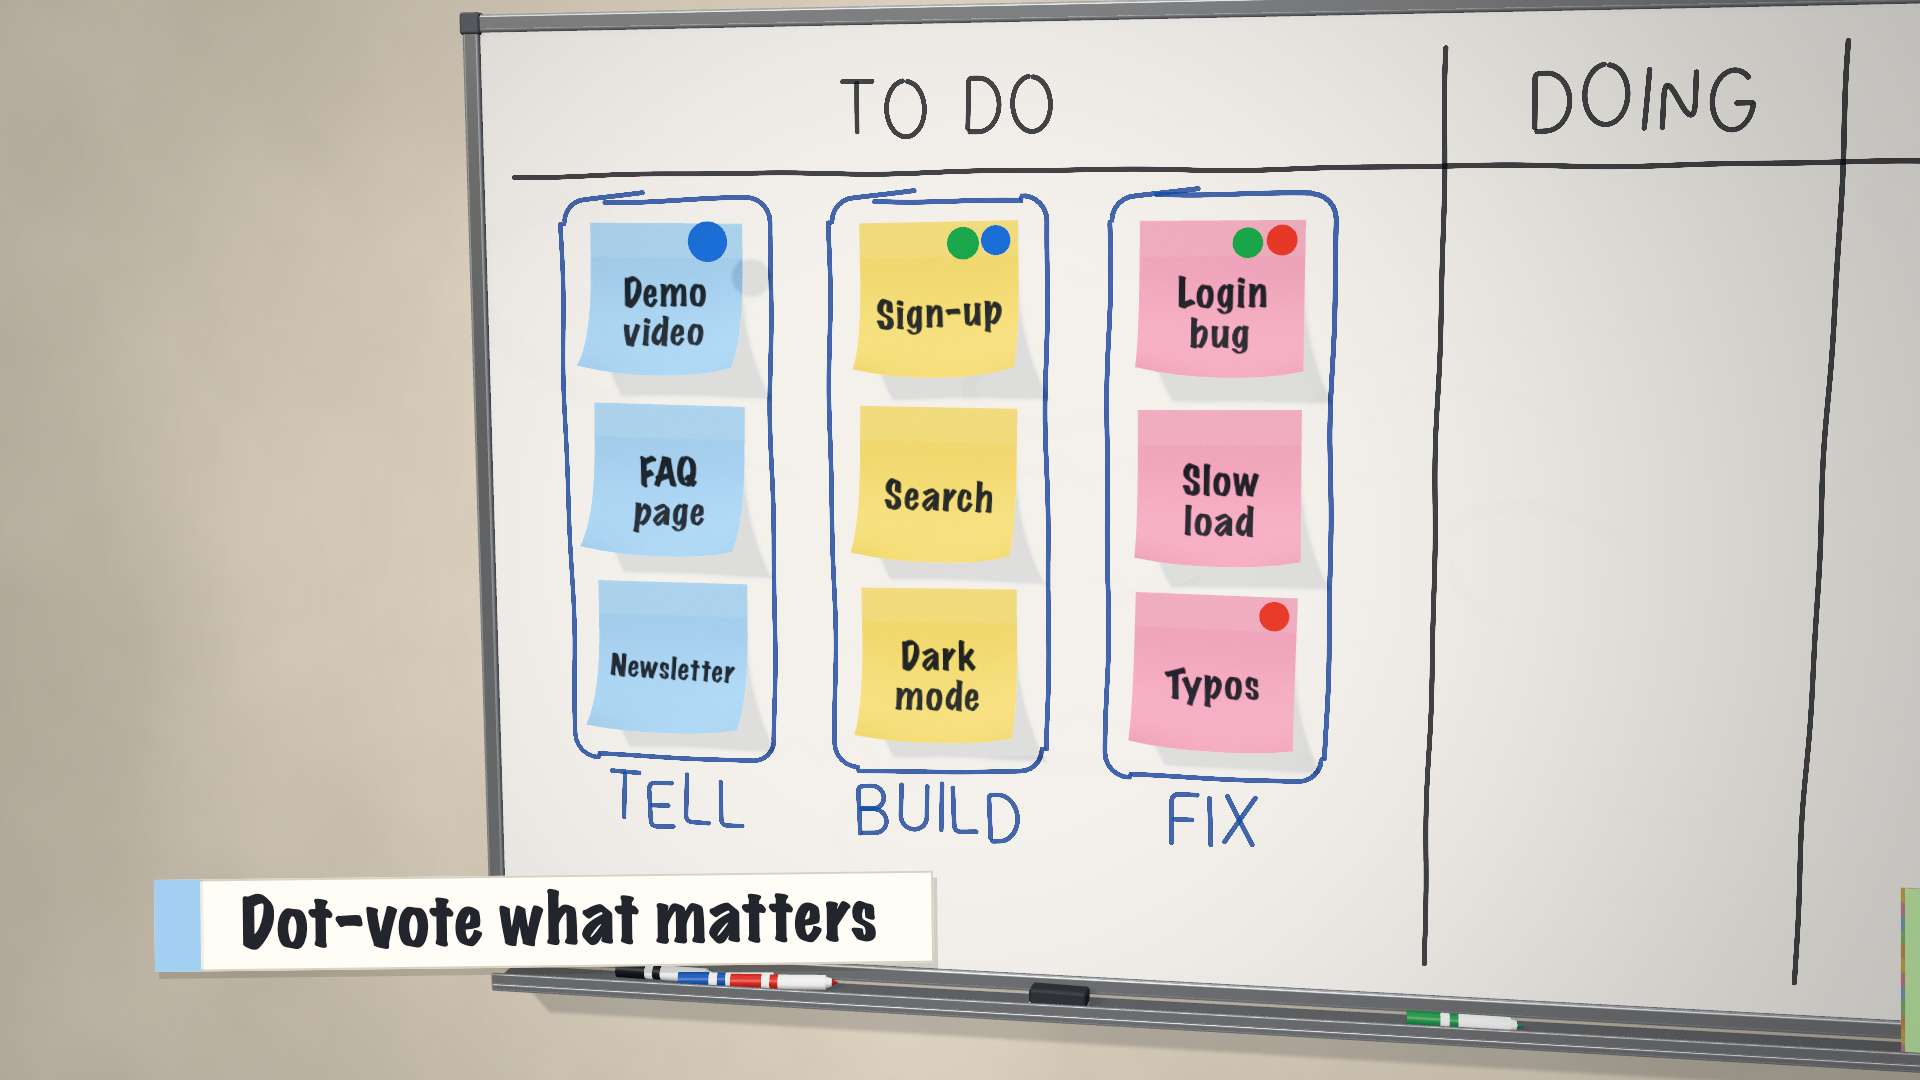 TO DO
DOING
Demo
video
FAQ
page
Newsletter
TELL
Sign-up
Search
Dark
mode
BUILD
Login
bug
Slow
load
Typos
FIX
Dot-vote what matters